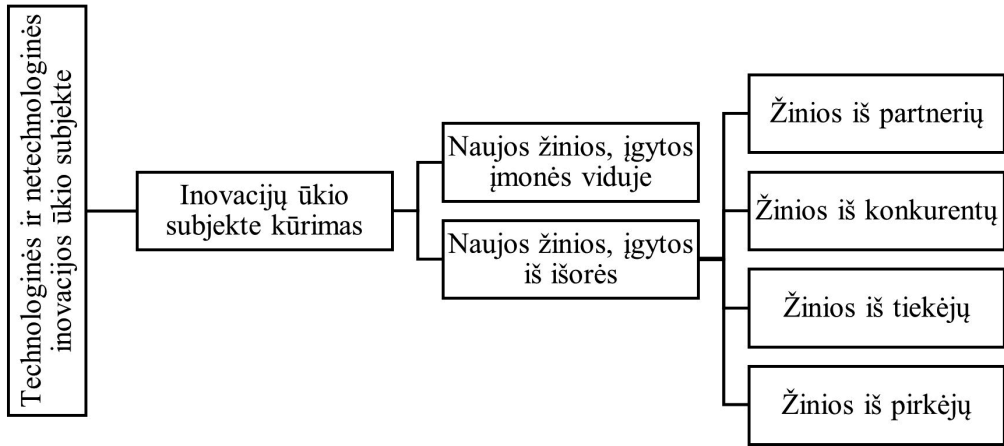 Technologinės ir netechnologinės
inovacijos ūkio subjekte
Inovacijų ūkio
subjekte kūrimas
Naujos žinios, įgytos
įmonės viduje
Naujos žinios, įgytos
iš išorės
Žinios iš partnerių
Žinios iš konkurentų
Žinios iš tiekėjų
Žinios iš pirkėjų